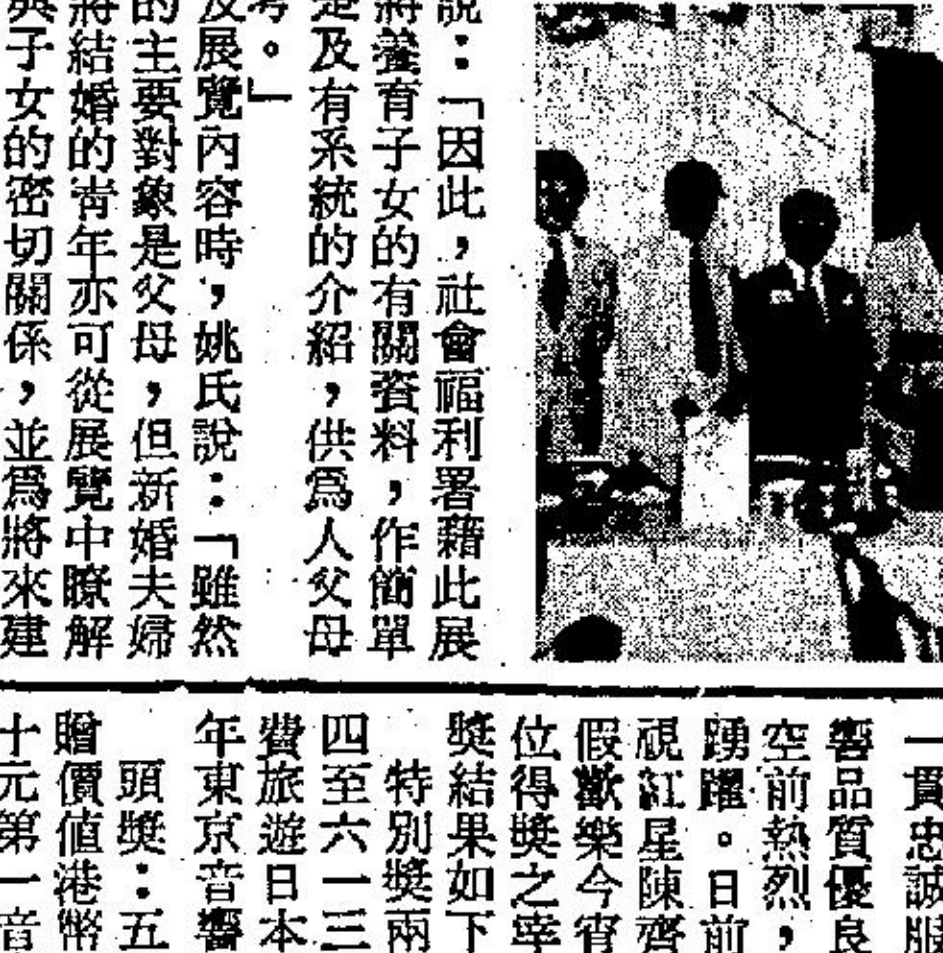 說：「因此，社會福利署藉此展
將養育子女的有關資料，作簡單
楚及有系統的介紹，供爲人父母
考。」
及展覽內容時，姚氏說：「雖然
的主要對象是父母，但新婚夫婦
將結婚的青年亦可從展覽中瞭解
與子女的密切關係，並爲將來建
一貫忠誠服
響品質優良
空前熱烈，
踴躍。日前
視紅星陳齊
假歡樂今宵
位得獎之幸
獎結果如下
特別獎兩
四至六一三
費旅遊日本
年東京音響
頭獎：五
贈價值港幣
十元第一音